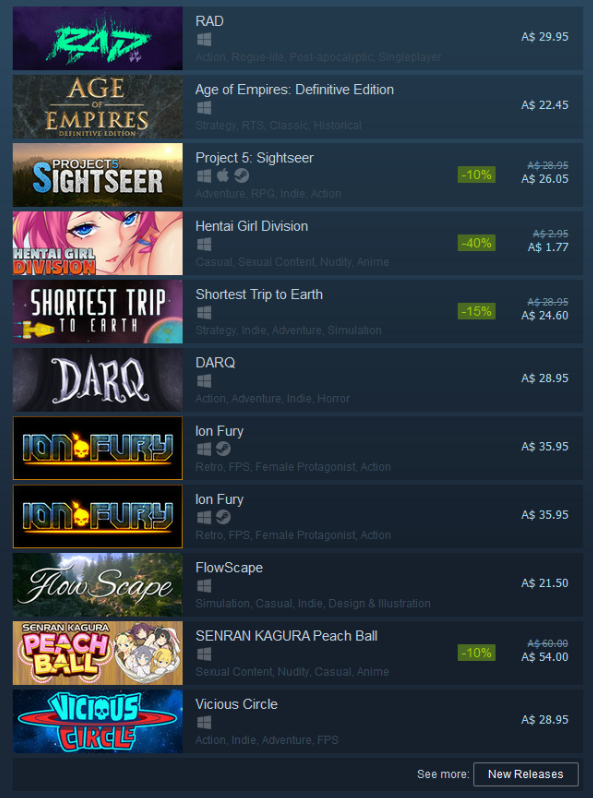 RAD
RAD
A$ 29.95
Action, Rogue-lite, Post-apocalyptic, Singleplayer
AGE
OF
EMPIRES
DEFINITIVE EDITION
Age of Empires: Definitive Edition
A$ 22.45
Strategy, RTS, Classic, Historical
PROJECT 5
SIGHTSEER
Project 5: Sightseer
-10%
A$ 28.95
A$ 26.05
Adventure, RPG, Indie, Action
HENTAI GIRL
DIVISION
Hentai Girl Division
-40%
A$ 2.95
A$ 1.77
Casual, Sexual Content, Nudity, Anime
SHORTEST TRIP
TO EARTH
Shortest Trip to Earth
-15%
A$ 28.95
A$ 24.60
Strategy, Indie, Adventure, Simulation
DARQ
DARQ
A$ 28.95
Action, Adventure, Indie, Horror
ION FURY
Ion Fury
A$ 35.95
Retro, FPS, Female Protagonist, Action
ION FURY
Ion Fury
A$ 35.95
Retro, FPS, Female Protagonist, Action
Flow Scape
FlowScape
A$ 21.50
Simulation, Casual, Indie, Design & Illustration
SENRAN KAGURA
PEACH
BALL
SENRAN KAGURA Peach Ball
-10%
A$ 60.00
A$ 54.00
Sexual Content, Nudity, Casual, Anime
VICIOUS
CIRCLE
Vicious Circle
A$ 28.95
Action, Indie, Adventure, FPS
See more: New Releases